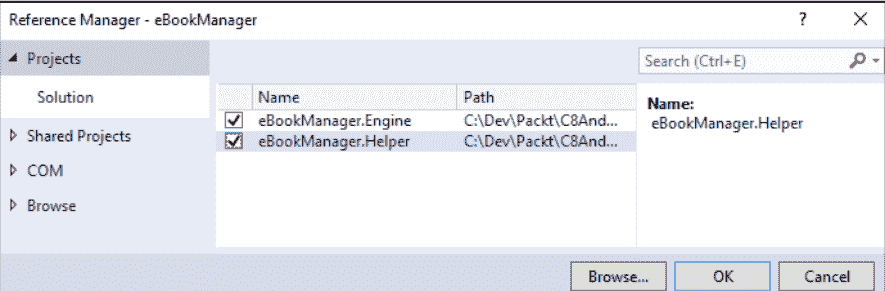 Reference Manager - eBookManager
Projects
Search (Ctrl+E)
Solution
Name Path
Name:
eBookManager.Helper
eBookManager.Engine C:\Dev\Packt\C8And...
eBookManager.Helper C:\Dev\Packt\C8And...
Shared Projects
COM
Browse
Browse... OK Cancel